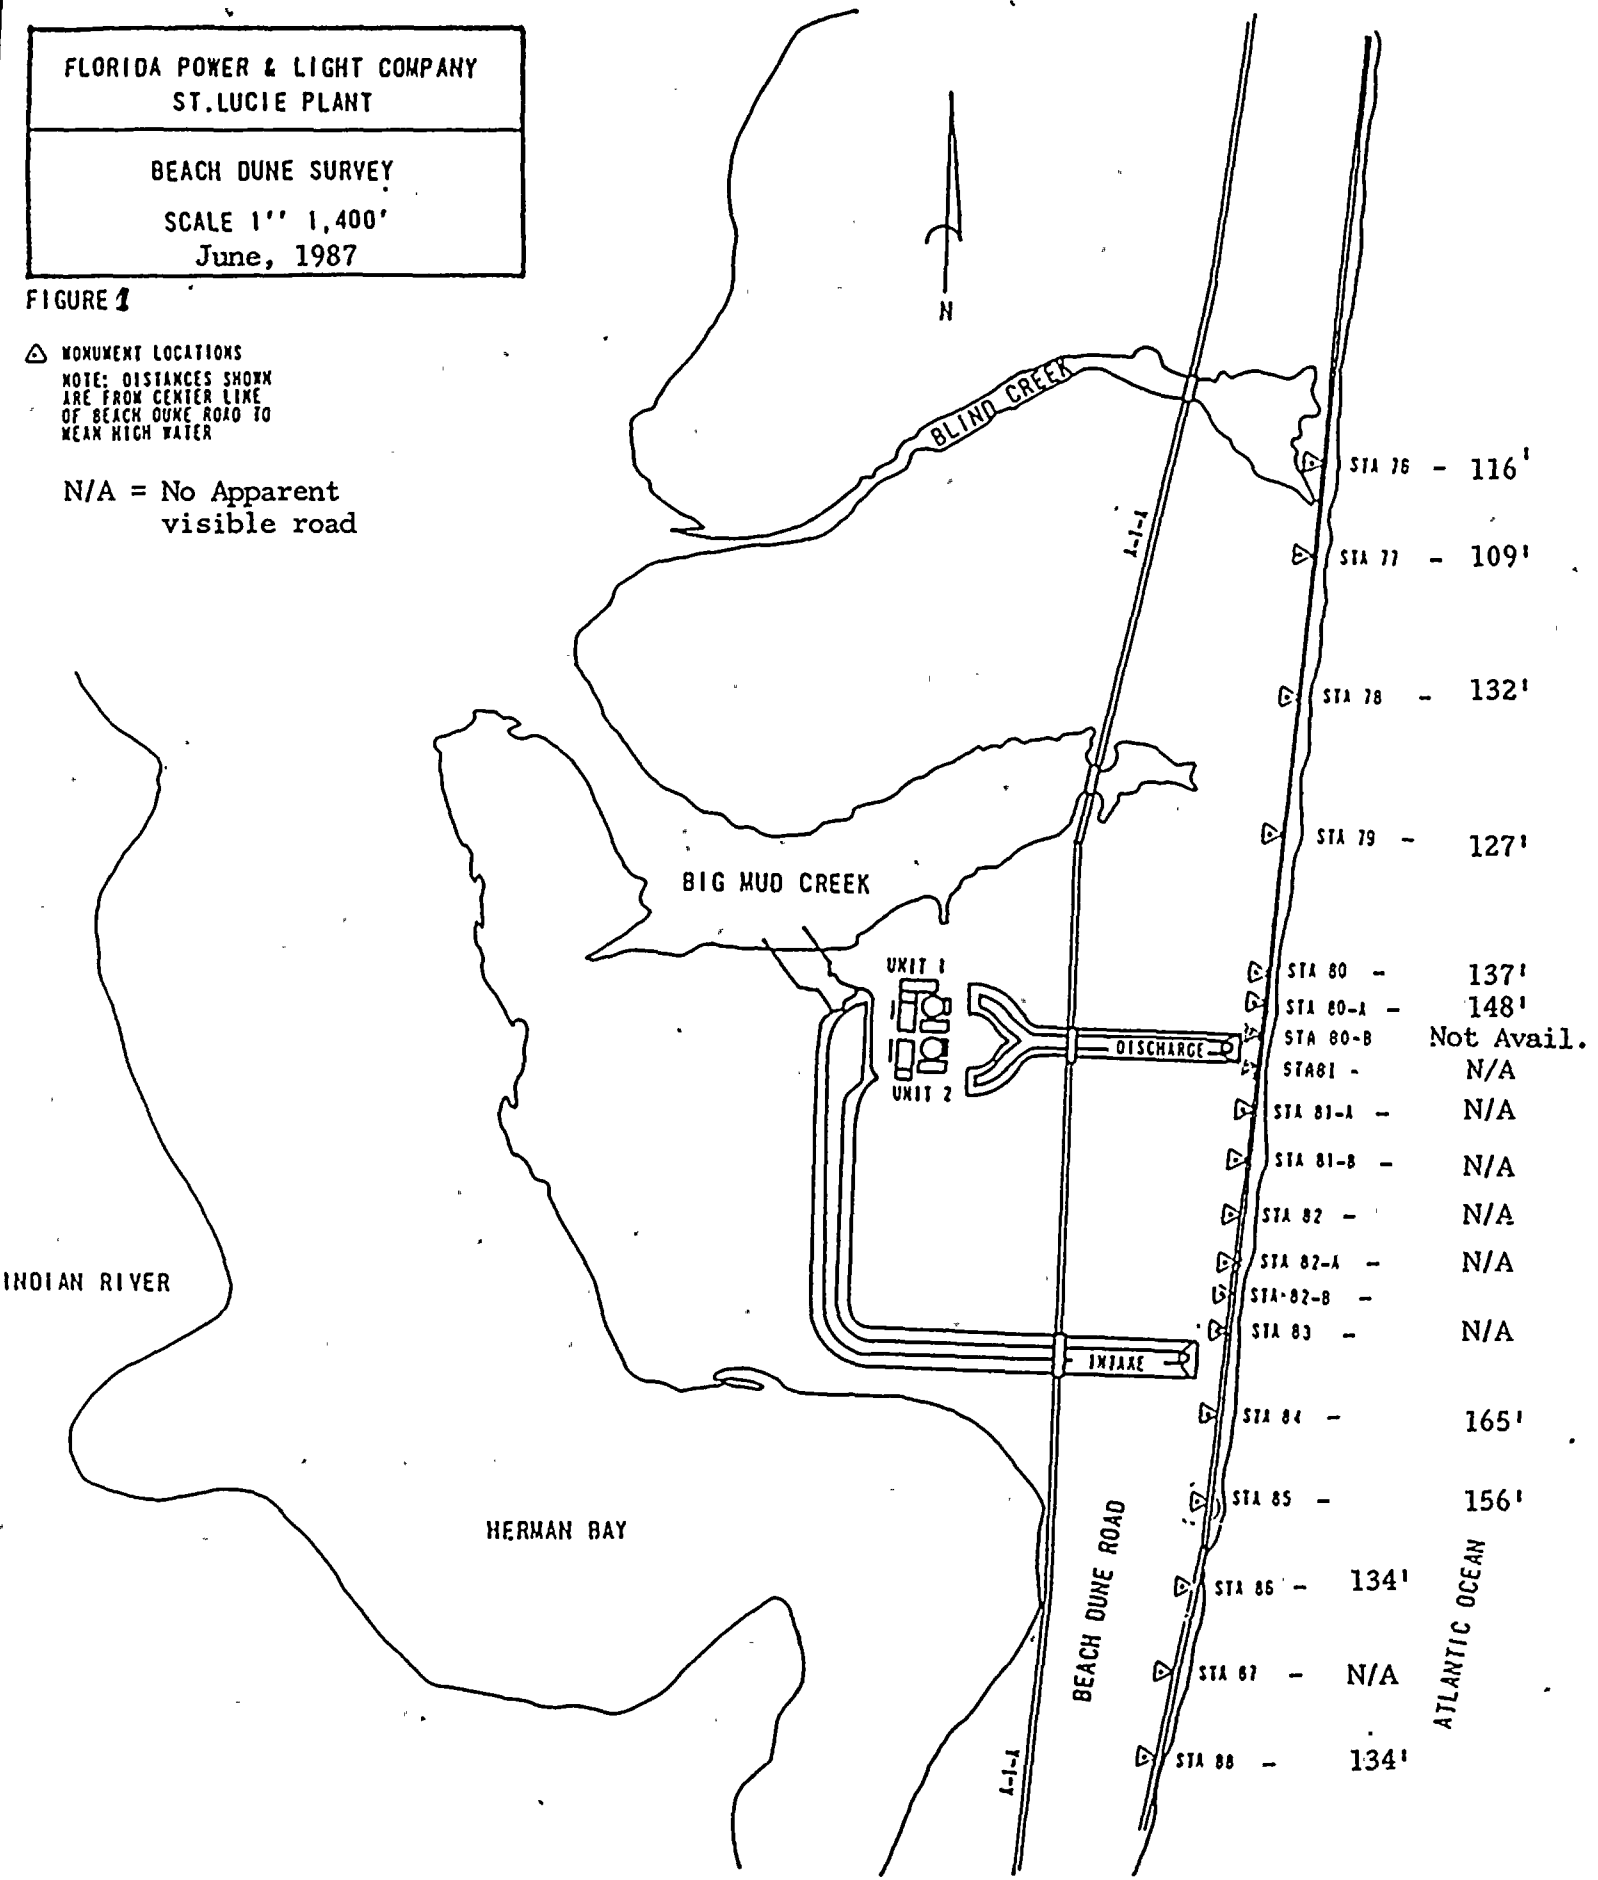 FLORIDA POWER & LIGHT COMPANY
ST.LUCIE PLANT
BEACH DUNE SURVEY
SCALE 1'' 1,400'
June, 1987
FIGURE 1
MONUMENT LOCATIONS
NOTE: DISTANCES SHOWN
ARE FROM CENTER LINE
OF BEACH DUNE ROAD TO
MEAN HIGH WATER
N/A = No Apparent
visible road
N
BLIND CREEK
A-1-A
STA 76 - 116'
STA 77 - 109'
STA 78 - 132'
STA 79 - 127'
BIG MUD CREEK
UNIT 1
UNIT 2
DISCHARGE
STA 80 - 137'
STA 80-A - 148'
STA 80-B Not Avail.
STA81 - N/A
STA 81-A - N/A
STA 81-B - N/A
STA 82 - N/A
STA 82-A - N/A
STA 82-B -
STA 83 - N/A
INDIAN RIVER
INTAKE
STA 84 - 165'
STA 85 - 156'
HERMAN BAY
BEACH DUNE ROAD
ATLANTIC OCEAN
STA 86 - 134'
STA 87 - N/A
STA 88 - 134'
A-1-A